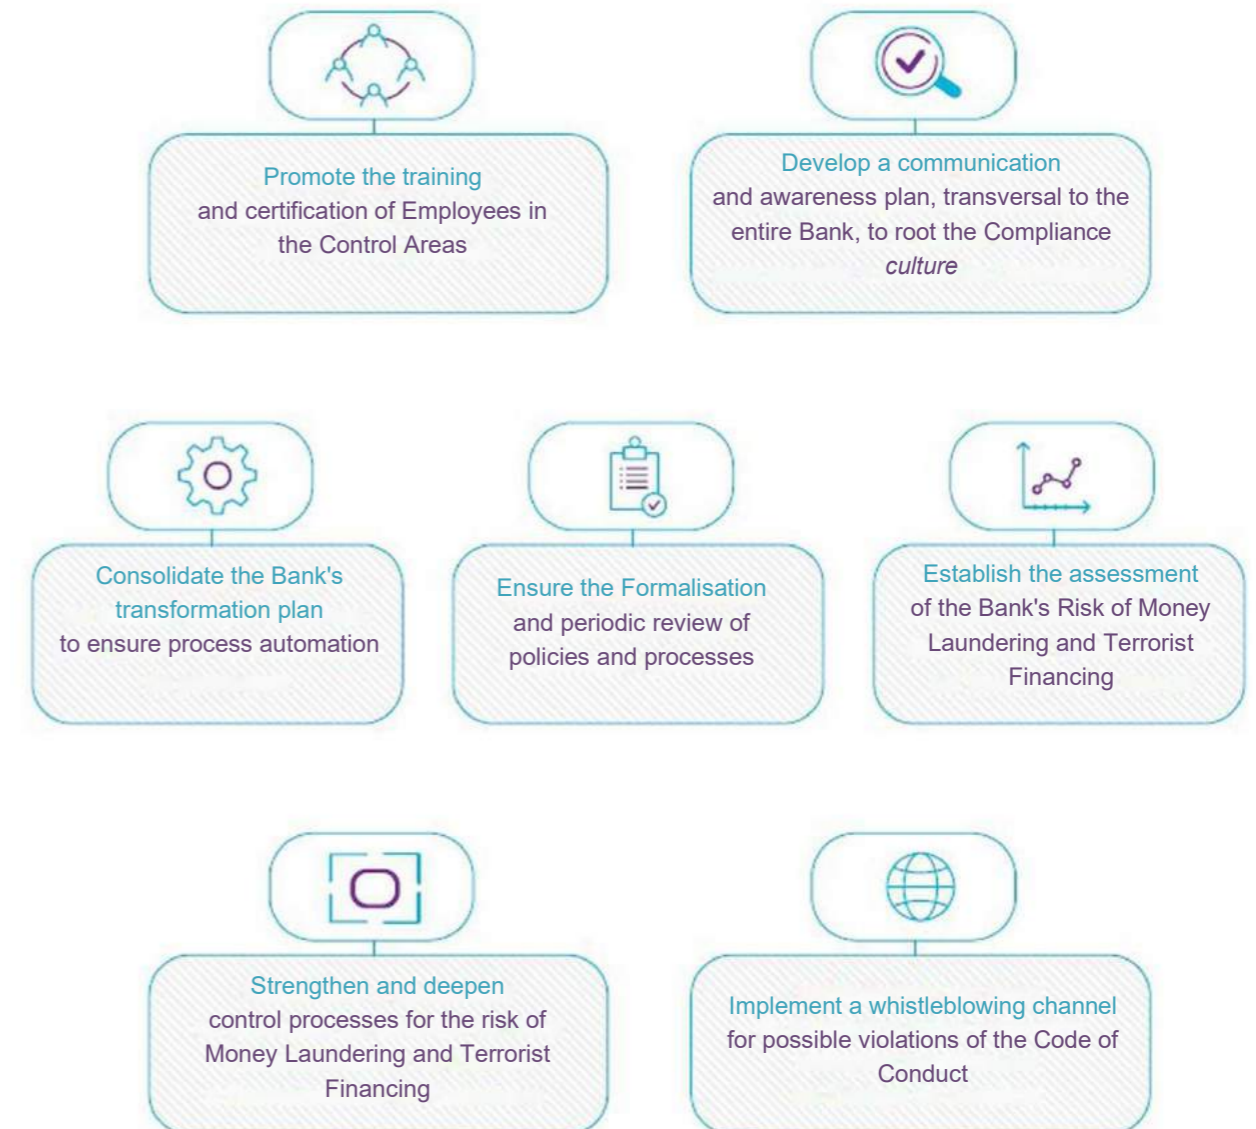 Promote the training
and certification of Employees in
the Control Areas
Develop a communication
and awareness plan, transversal to the
entire Bank, to root the Compliance
culture
Consolidate the Bank's
transformation plan
to ensure process automation
Ensure the Formalisation
and periodic review of
policies and processes
Establish the assessment
of the Bank's Risk of Money
Laundering and Terrorist
Financing
Strengthen and deepen
control processes for the risk of
Money Laundering and Terrorist
Financing
Implement a whistleblowing channel
for possible violations of the Code of
Conduct